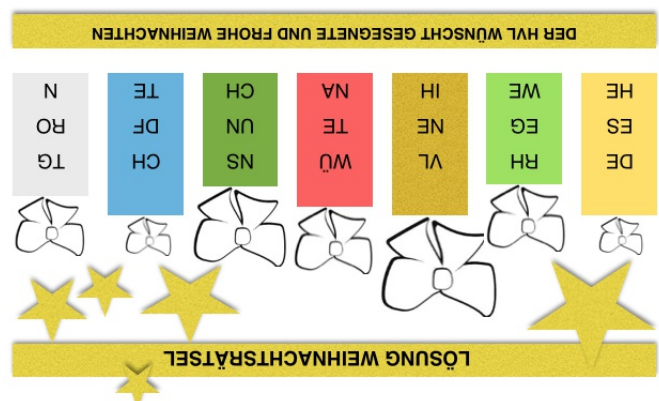 LÖSUNG WEIHNACHTSRÄTSEL
DE RH VL WÜ NS CH TG
ES EG NE TE UN DF RO
HE WE IH NA CH TE N
DER HVL WÜNSCHT GESEGNETE UND FROHE WEIHNACHTEN